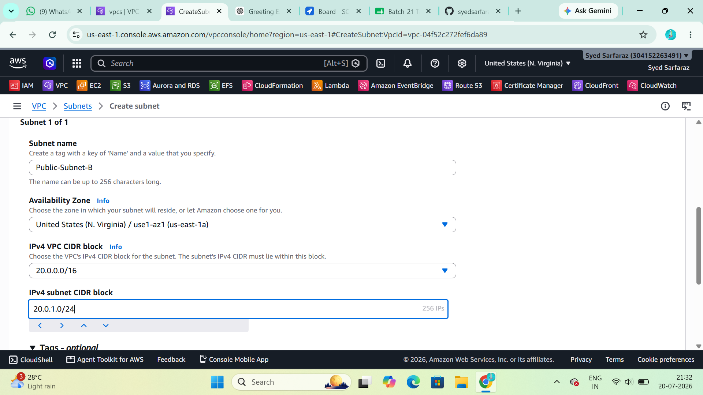 (9) Whats
vpcs | VPC
CreateSubn
Greeting E
Board - SE
syedsarfa
Batch 21 T
syedsarta
Ask Gemini
us-east-1.console.aws.amazon.com/vpcconsole/home?region=us-east-1#CreateSubnet:VpcId=vpc-04f52c272fef6da89
aws
Search
[Alt+S]
United States (N. Virginia)
Syed Sarfaraz (304152263491)
Syed Sarfaraz
IAM
VPC
EC2
S3
Aurora and RDS
EFS
CloudFormation
Lambda
Amazon EventBridge
Route 53
Certificate Manager
CloudFront
CloudWatch
VPC
Subnets
Create subnet
Subnet 1 of 1
Subnet name
Create a tag with a key of 'Name' and a value that you specify.
Public-Subnet-B
The name can be up to 256 characters long.
Availability Zone Info
Choose the zone in which your subnet will reside, or let Amazon choose one for you.
United States (N. Virginia) / use1-az1 (us-east-1a)
IPv4 VPC CIDR block Info
Choose the VPC's IPv4 CIDR block for the subnet. The subnet's IPv4 CIDR must lie within this block.
20.0.0.0/16
IPv4 subnet CIDR block
20.0.1.0/24
256 IPs
Tags - optional
CloudShell
Agent Toolkit for AWS
Feedback
Console Mobile App
© 2026, Amazon Web Services, Inc. or its affiliates.
Privacy
Terms
Cookie preferences
3
28°C
Light rain
Search
ENG
IN
21:32
20-07-2026